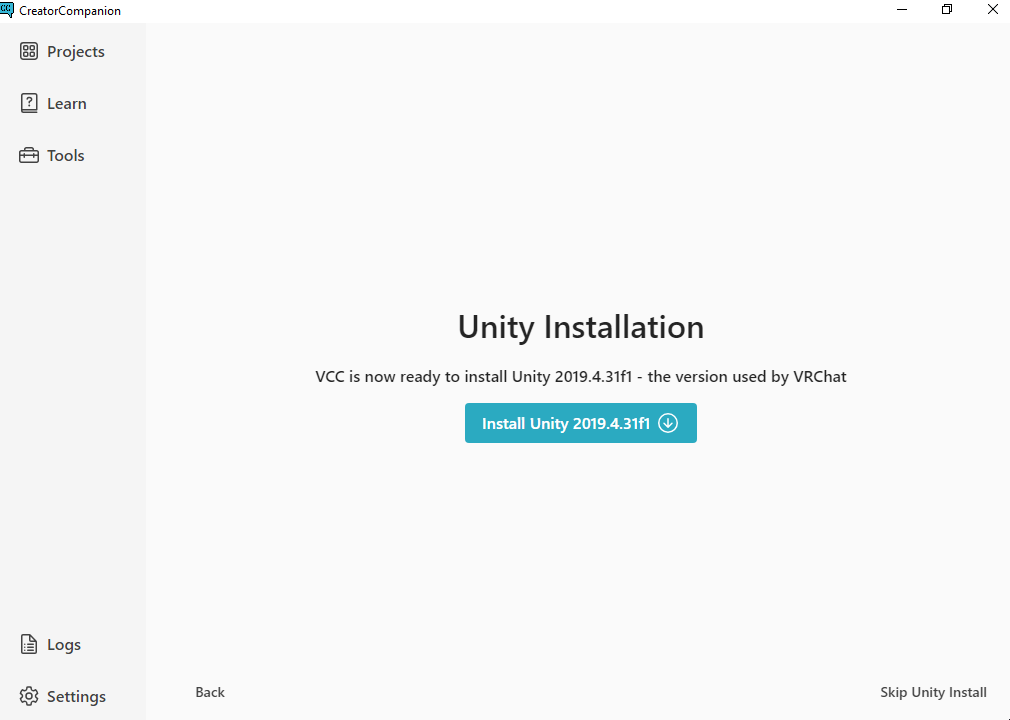 CC CreatorCompanion
Projects
Learn
Tools
Unity Installation
VCC is now ready to install Unity 2019.4.31f1 - the version used by VRChat
Install Unity 2019.4.31f1
Logs
Settings
Back
Skip Unity Install